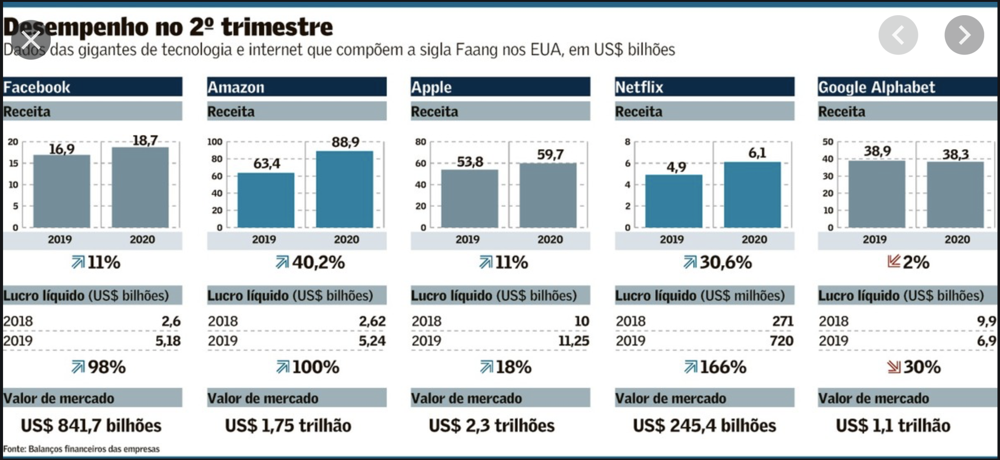 Desempenho no 2º trimestre
Dados das gigantes de tecnologia e internet que compõem a sigla Faang nos EUA, em US$ bilhões
Facebook
Receita
20
15
10
5
0
16,9
18,7
2019 2020
11%
Lucro líquido (US$ bilhões)
2018 2,6
2019 5,18
98%
Valor de mercado
US$ 841,7 bilhões
Amazon
Receita
100
80
60
40
20
0
63,4
88,9
2019 2020
40,2%
Lucro líquido (US$ bilhões)
2018 2,62
2019 5,24
100%
Valor de mercado
US$ 1,75 trilhão
Apple
Receita
80
60
40
20
0
53,8
59,7
2019 2020
11%
Lucro líquido (US$ bilhões)
2018 10
2019 11,25
18%
Valor de mercado
US$ 2,3 trilhões
Netflix
Receita
8
6
4
2
0
4,9
6,1
2019 2020
30,6%
Lucro líquido (US$ milhões)
2018 271
2019 720
166%
Valor de mercado
US$ 245,4 bilhões
Google Alphabet
Receita
50
40
30
20
10
0
38,9
38,3
2019 2020
2%
Lucro líquido (US$ bilhões)
2018 9,9
2019 6,9
30%
Valor de mercado
US$ 1,1 trilhão
Fonte: Balanços financeiros das empresas